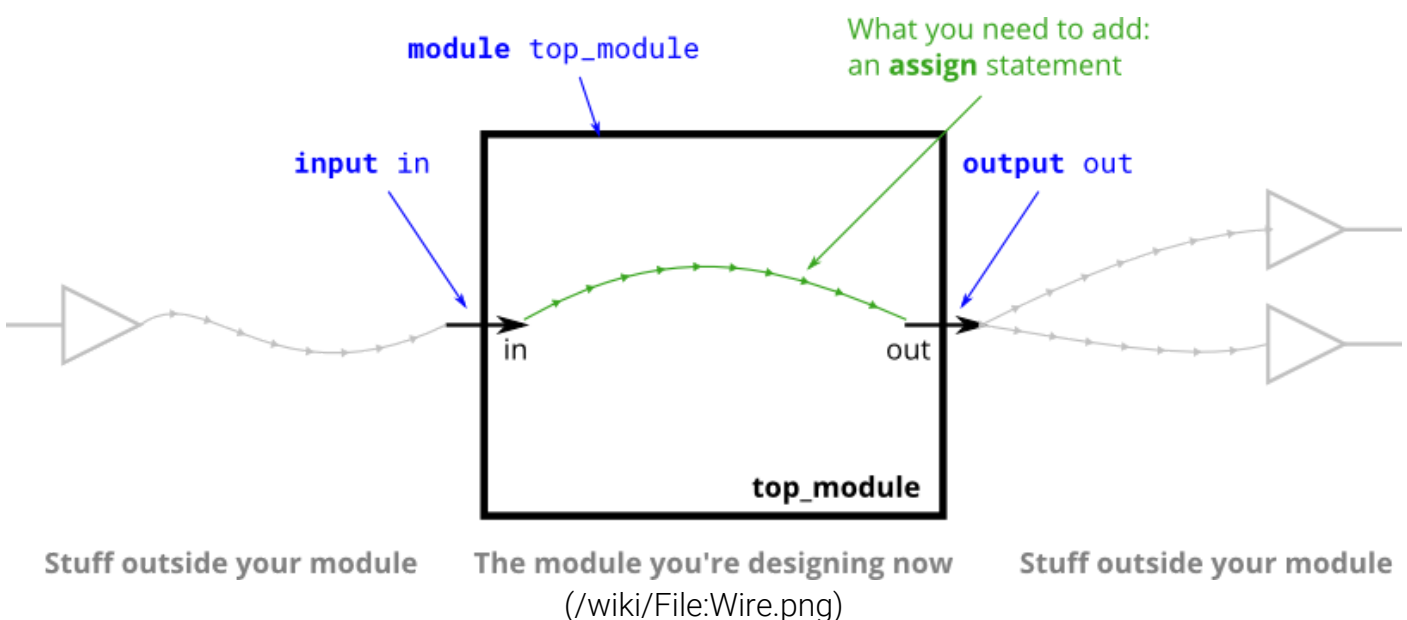 What you need to add:
an assign statement
module top_module
input in
output out
in
out
top_module
Stuff outside your module
The module you're designing now
Stuff outside your module
(/wiki/File:Wire.png)